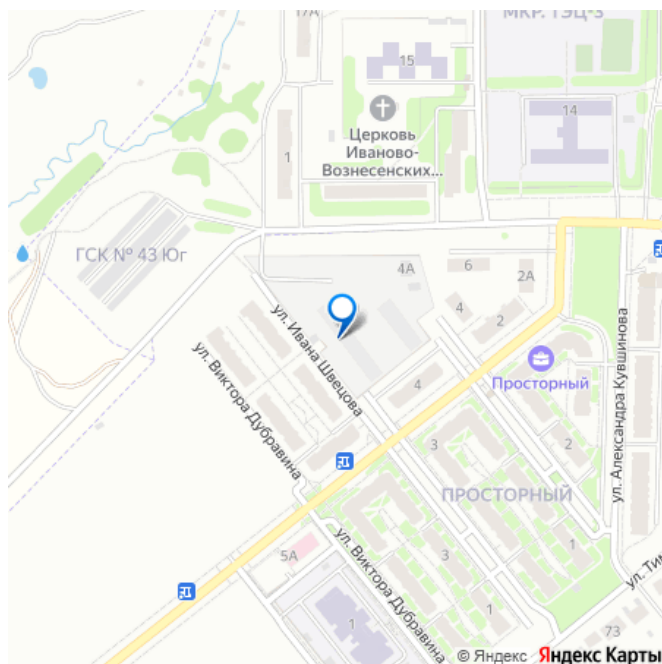 17А
МКР. ТЭЦ-3
15
14
Церковь
Иваново-
Вознесенских...
1
ГСК № 43 Юг
4А
6
2А
4
2
ул. Ивана Швецова
ул. Виктора Дубравина
Просторный
ул. Александра Кувшинова
4
3
2
ПРОСТОРНЫЙ
5А
ул. Виктора Дубравина
3
1
ул. Тим
1
1
73
© Яндекс Яндекс Карты